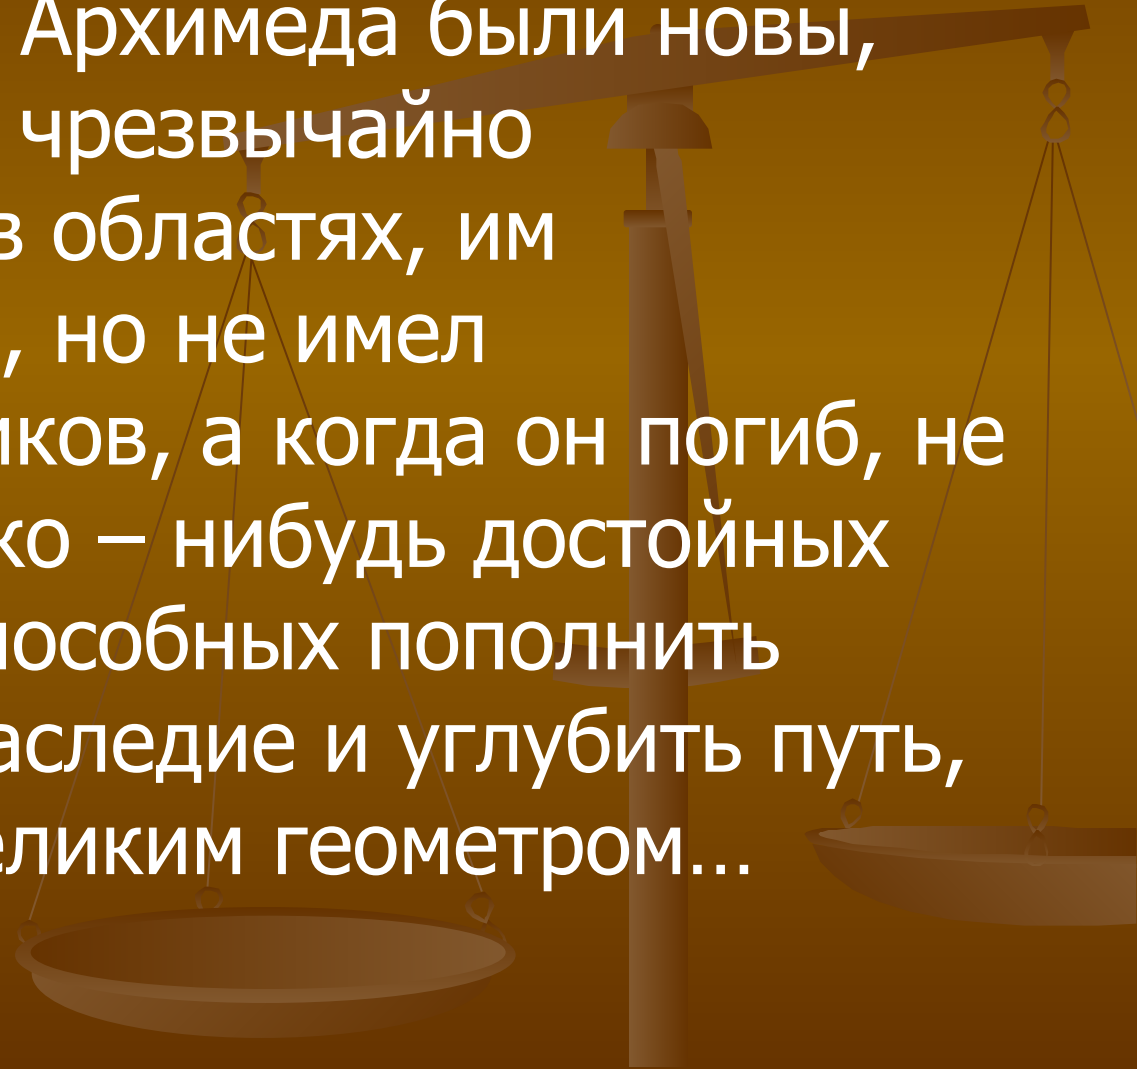 Архимеда были новы,
чрезвычайно
в областях, им
, но не имел
иков, а когда он погиб, не
ко – нибудь достойных
пособных пополнить
аследие и углубить путь,
еликим геометром…